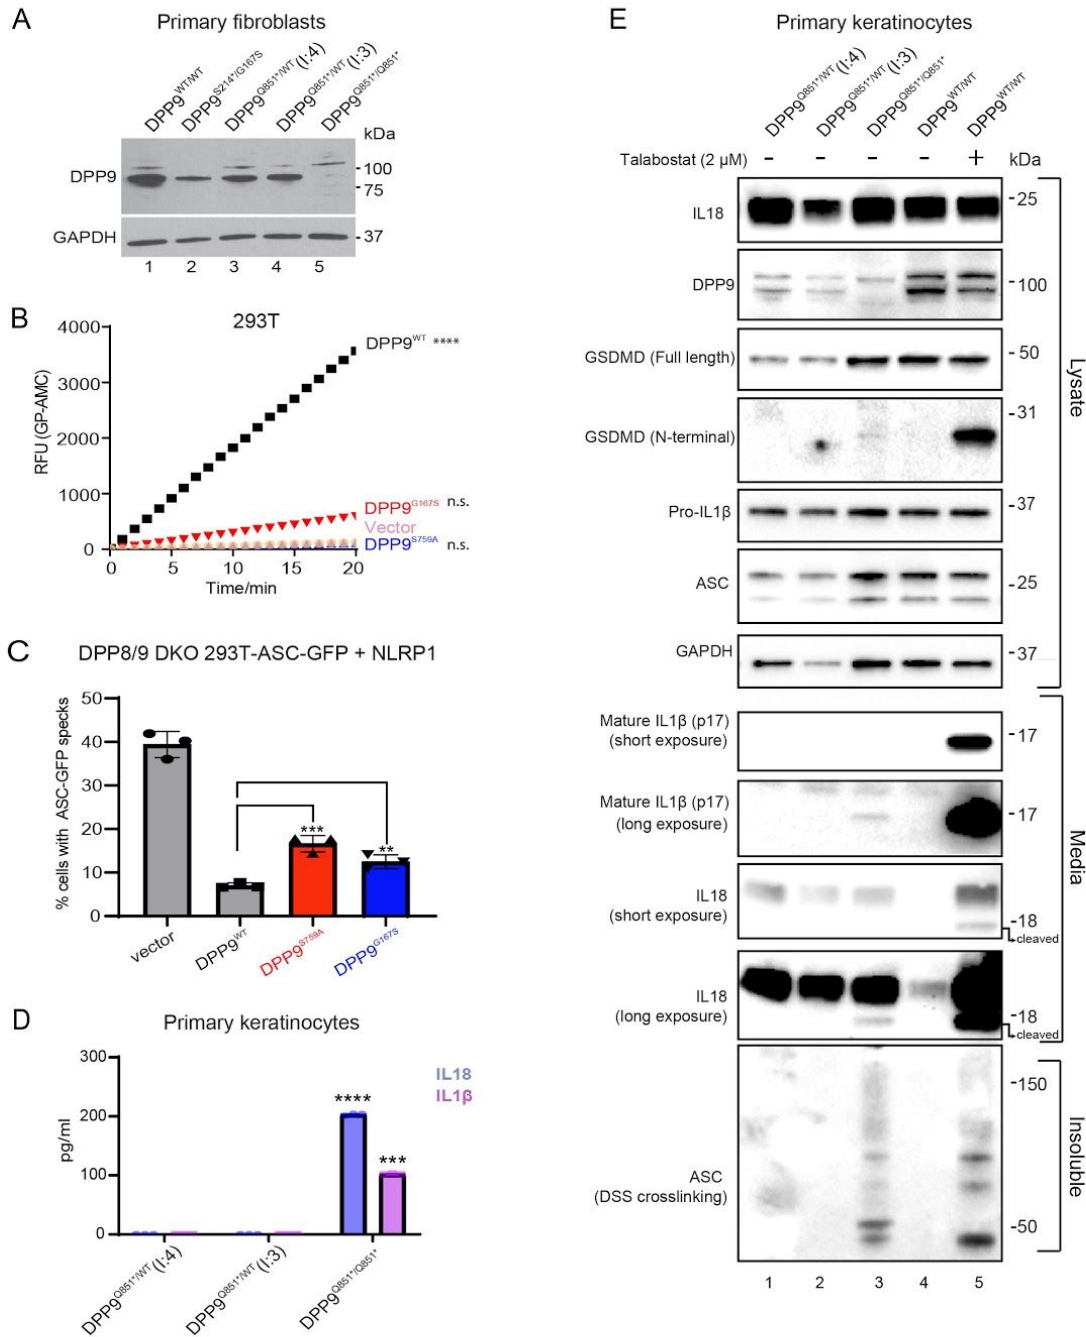 A
Primary fibroblasts
DPP9WT/WT
DPP9S214*/G167S
DPP9Q851*/WT (I:4)
DPP9Q851*/WT (I:3)
DPP9Q851*/Q851*
kDa
DPP9
100
75
GAPDH
37
1 2 3 4 5
B
293T
4000
3000
2000
1000
0
RFU (GP-AMC)
DPP9WT ****
DPP9G167S n.s.
Vector
DPP9S759A n.s.
0 5 10 15 20
Time/min
C
DPP8/9 DKO 293T-ASC-GFP + NLRP1
% cells with ASC-GFP specks
50
40
30
20
10
0
***
**
vector
DPP9WT
DPP9S759A
DPP9G167S
D
Primary keratinocytes
pg/ml
300
200
100
0
IL18
IL1β
****
***
DPP9Q851*/WT (I:4)
DPP9Q851*/WT (I:3)
DPP9Q851*/Q851*
E
Primary keratinocytes
DPP9Q851*/WT (I:4)
DPP9Q851*/WT (I:3)
DPP9Q851*/Q851*
DPP9WT/WT
DPP9WT/WT
Talabostat (2 μM) - - - - + kDa
IL18
-25
DPP9
-100
GSDMD (Full length)
-50
GSDMD (N-terminal)
-31
Pro-IL1β
-37
ASC
-25
GAPDH
-37
Lysate
Mature IL1β (p17)
(short exposure)
-17
Mature IL1β (p17)
(long exposure)
-17
IL18
(short exposure)
-18
cleaved
IL18
(long exposure)
-18
cleaved
Media
ASC
(DSS crosslinking)
-150
-50
Insoluble
1 2 3 4 5